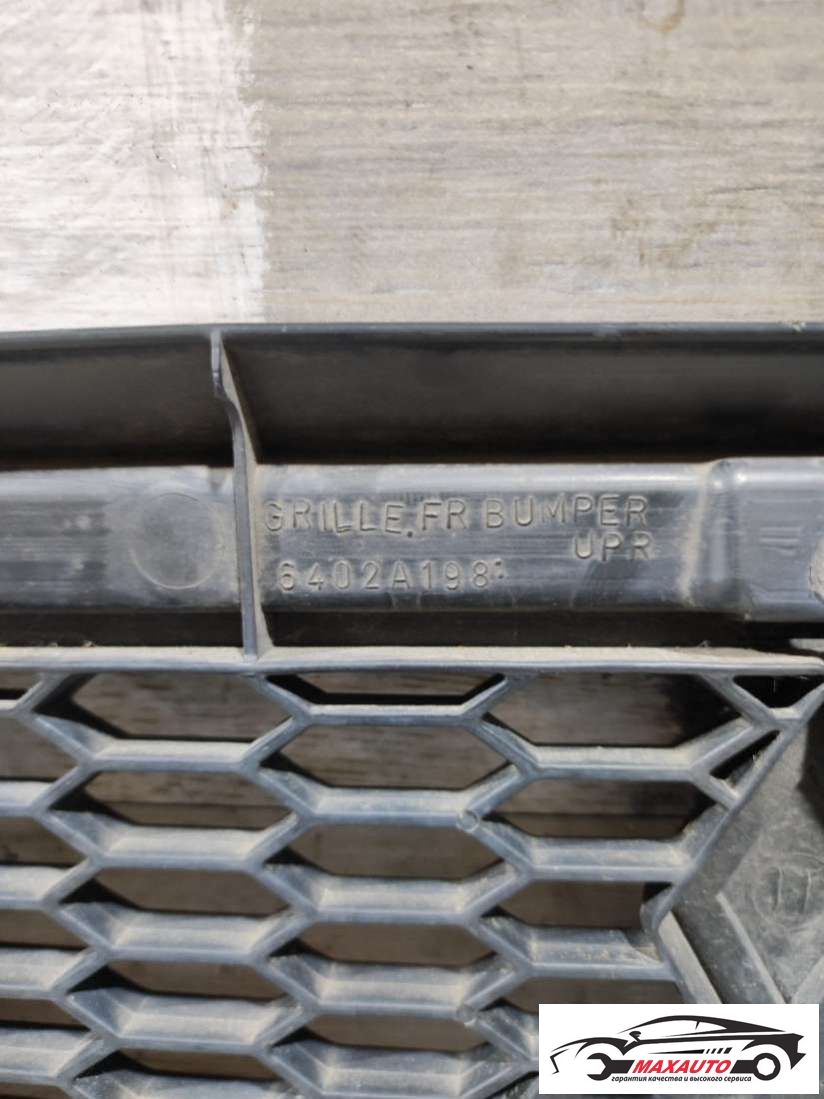 GRILLE, FR BUMPER
UPR
6402A198
MAXAUTO
гарантия качества и высокого сервиса